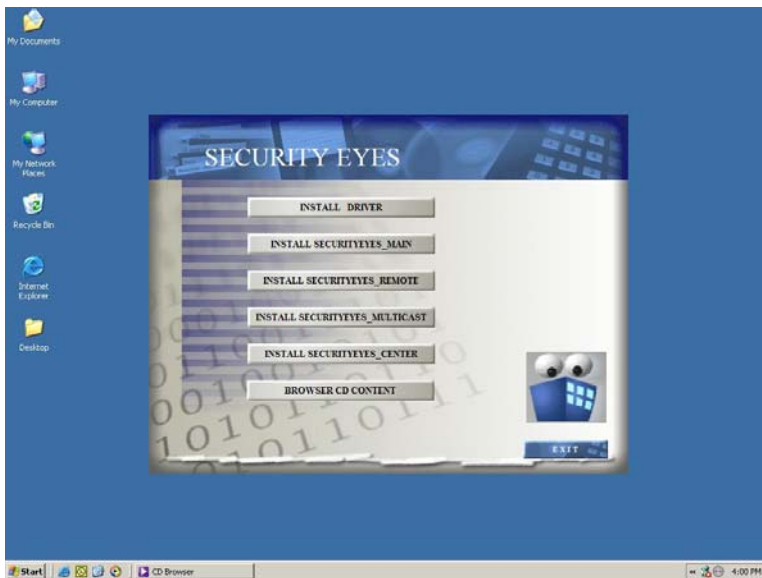 My Documents
My Computer
My Network
Places
Recycle Bin
Internet
Explorer
Desktop
SECURITY EYES
INSTALL DRIVER
INSTALL SECURITYEYES_MAIN
INSTALL SECURITYEYES_REMOTE
INSTALL SECURITYEYES_MULTICAST
INSTALL SECURITYEYES_CENTER
BROWSER CD CONTENT
EXIT
Start
CD Browser
4:00 PM